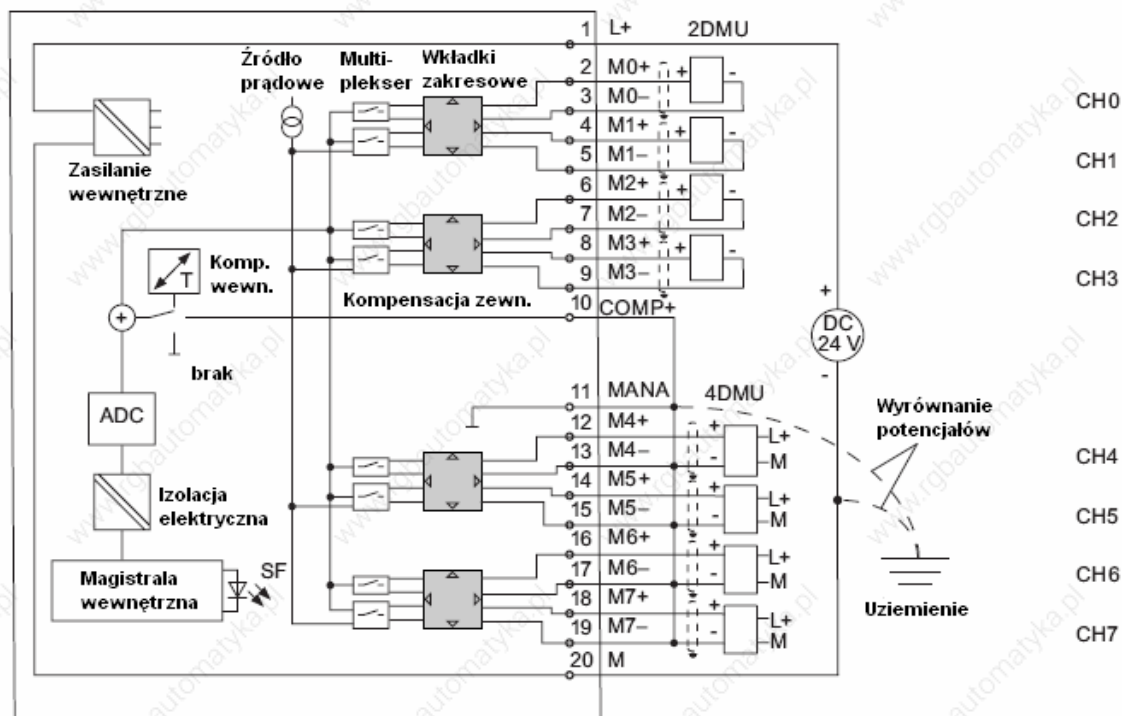 1 L+ 2DMU
Źródło prądowe
Multi-plekser
Wkładki zakresowe
2 M0+ + -
3 M0– CH0
4 M1+ + -
5 M1– CH1
Zasilanie wewnętrzne
6 M2+ + -
7 M2– CH2
8 M3+ + -
9 M3– CH3
T
Komp. wewn.
Kompensacja zewn.
10 COMP+
+
brak
+
DC
24 V
-
11 MANA 4DMU
Wyrównanie potencjałów
ADC
12 M4+ + L+
13 M4– - M CH4
14 M5+ + L+
15 M5– - M CH5
Izolacja elektryczna
16 M6+ + L+
17 M6– - M CH6
18 M7+ + L+
19 M7– - M CH7
Magistrala wewnętrzna
SF
Uziemienie
20 M
www.rgbautomatyka.pl